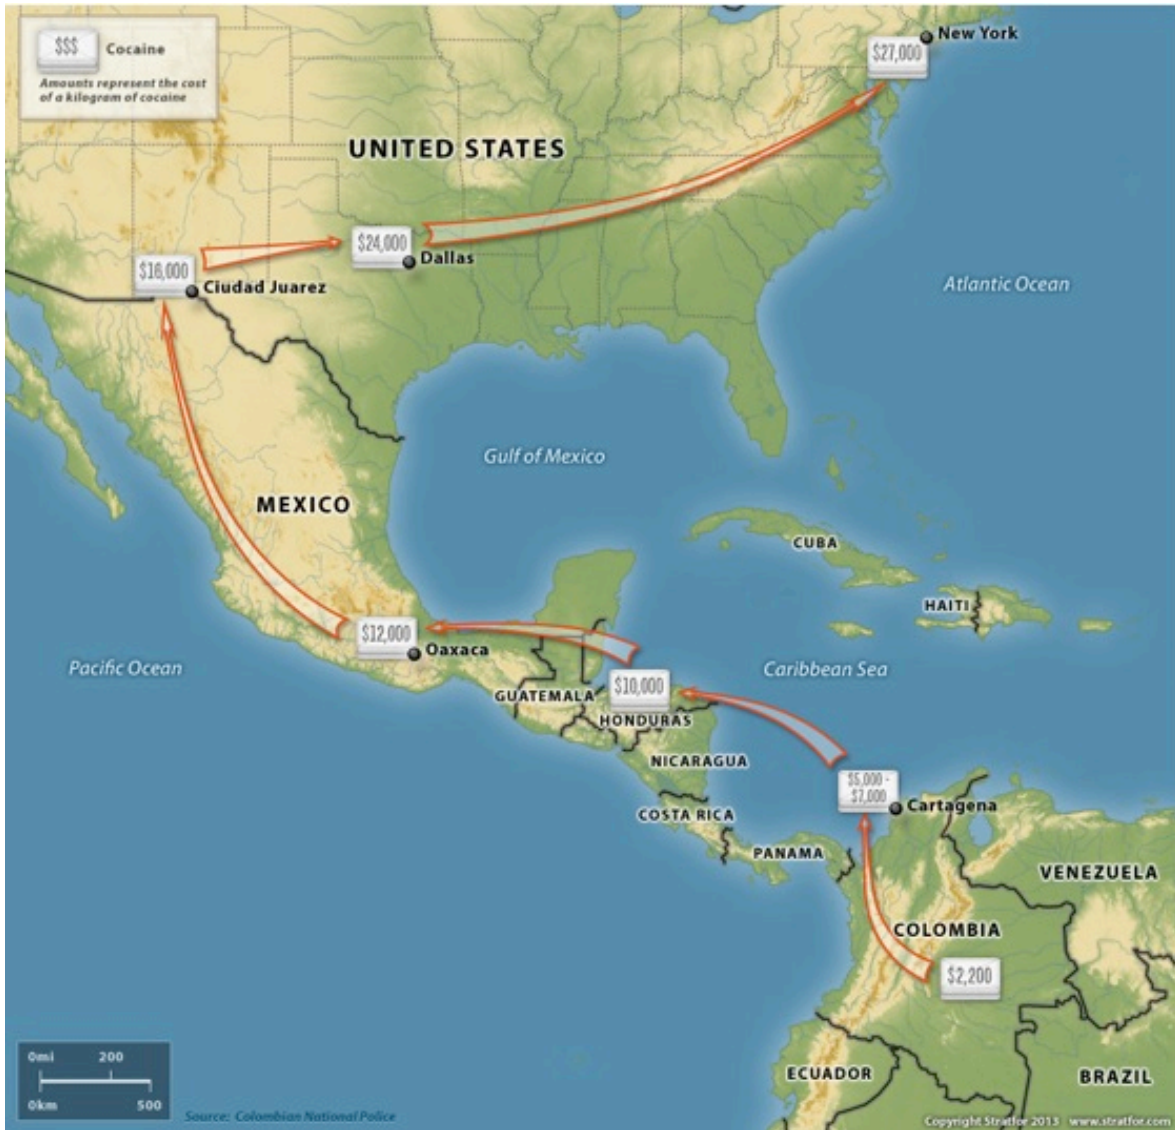 $$$
Cocaine
Amounts represent the cost
of a kilogram of cocaine
New York
$27,000
UNITED STATES
$24,000
Dallas
$16,000
Ciudad Juarez
Atlantic Ocean
Gulf of Mexico
MEXICO
CUBA
HAITI
$12,000
Oaxaca
Pacific Ocean
Caribbean Sea
$10,000
GUATEMALA
HONDURAS
NICARAGUA
$5,000 -
$7,000
Cartagena
COSTA RICA
PANAMA
VENEZUELA
COLOMBIA
$2,200
ECUADOR
BRAZIL
0mi 200
0km 500
Source: Colombian National Police
Copyright Stratfor 2013 www.stratfor.com